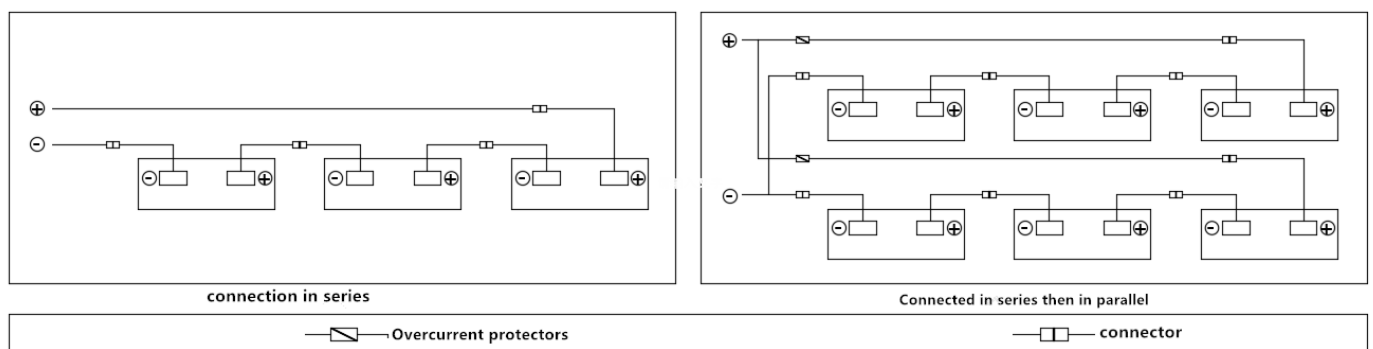 connection in series
Connected in series then in parallel
Overcurrent protectors
connector